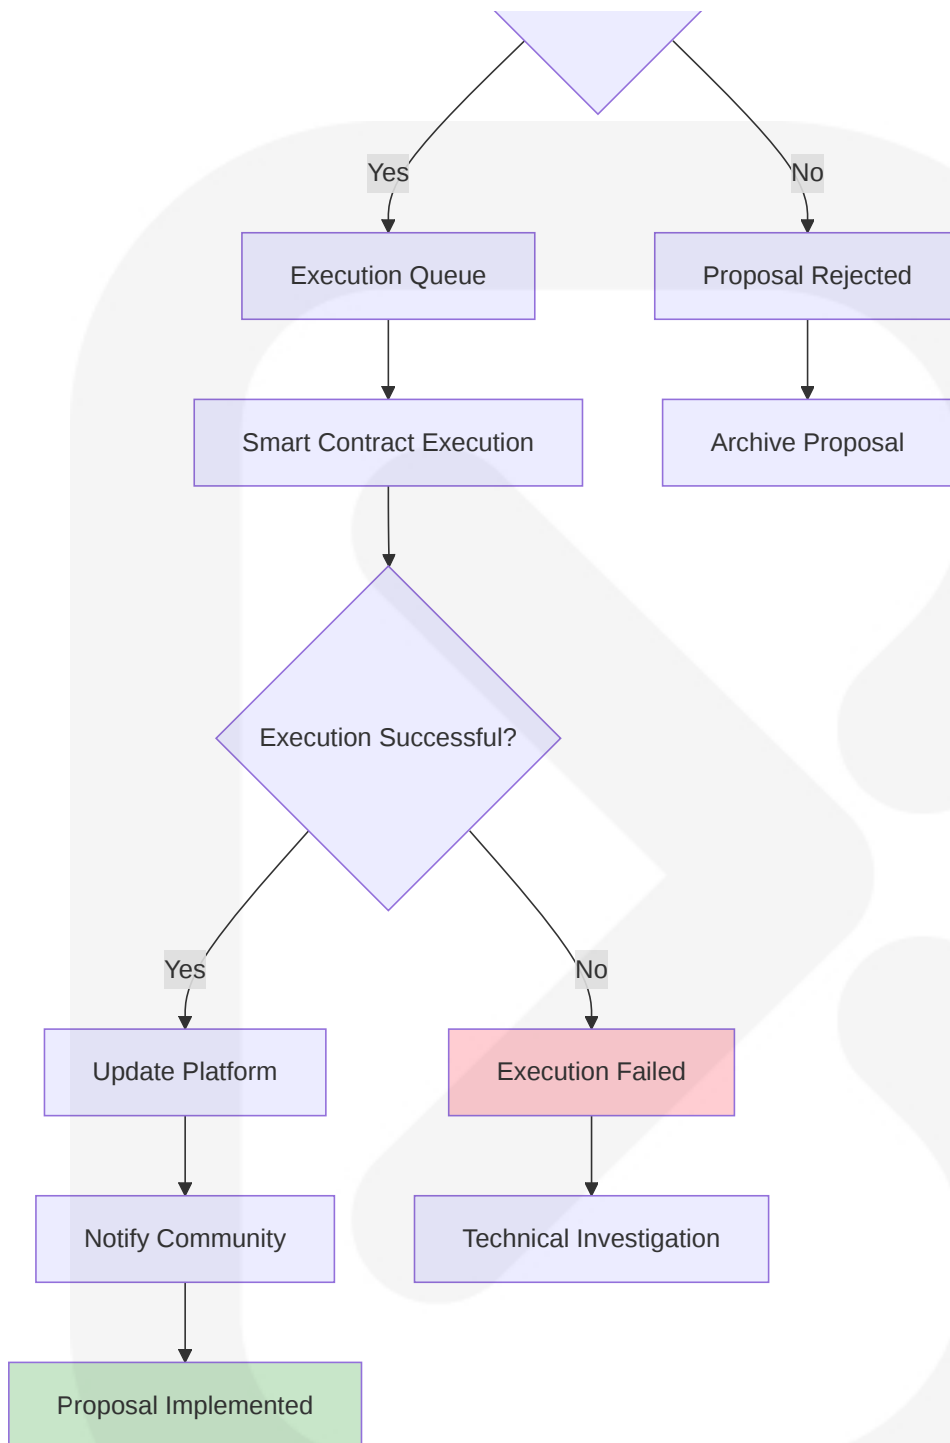 Yes
No
Execution Queue
Proposal Rejected
Smart Contract Execution
Archive Proposal
Execution Successful?
Yes
No
Update Platform
Execution Failed
Notify Community
Technical Investigation
Proposal Implemented